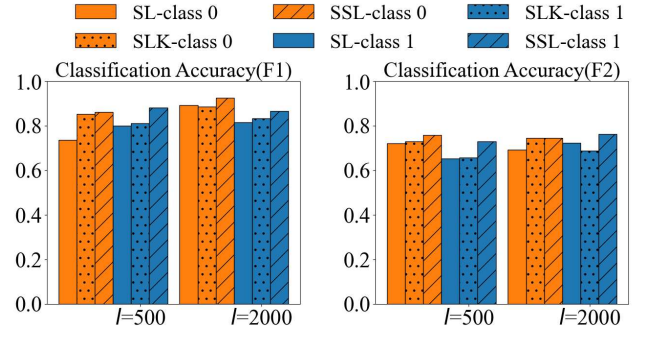 SL-class 0 SSL-class 0 SLK-class 1
SLK-class 0 SL-class 1 SSL-class 1
Classification Accuracy(F1) Classification Accuracy(F2)
1.0 1.0
0.8 0.8
0.6 0.6
0.4 0.4
0.2 0.2
0.0 0.0
l=500 l=2000 l=500 l=2000